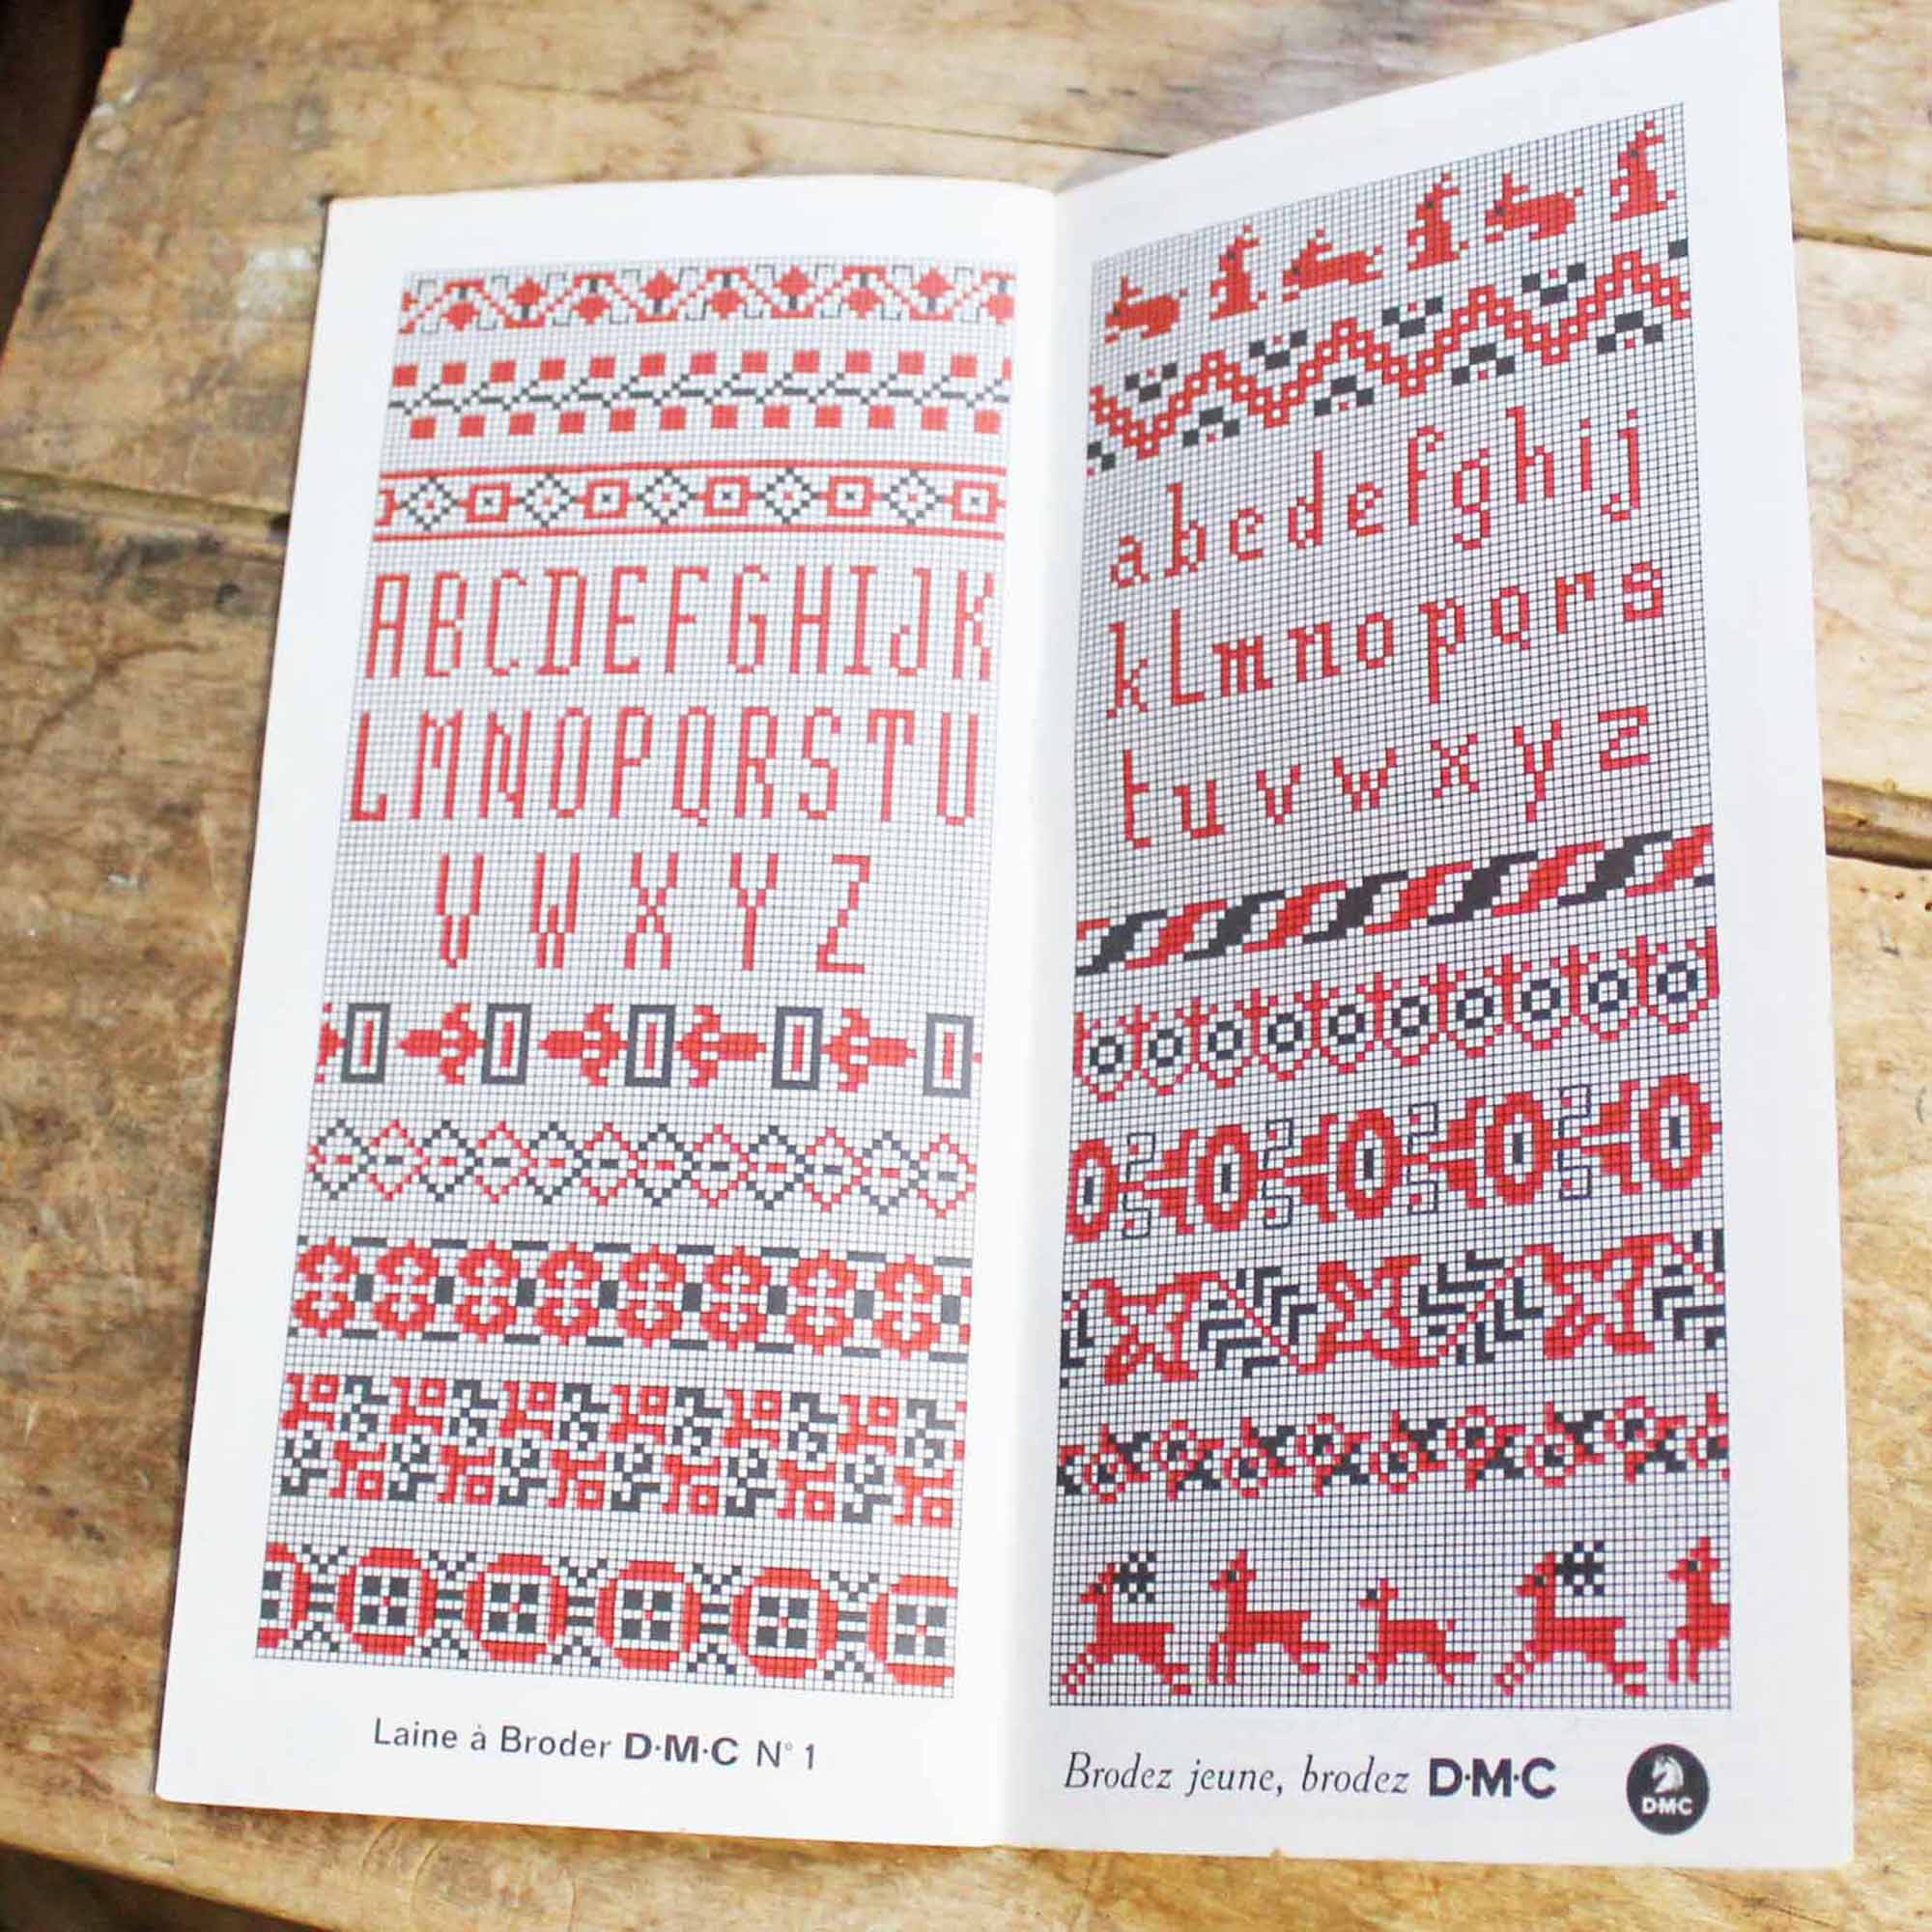 ABCDEFGHIJK
LMNOPQRSTU
VWXYZ
Laine à Broder D·M·C N° 1
abcdefghij
kLmnopqrs
tuvwxyz
Brodez jeune, brodez D·M·C
DMC